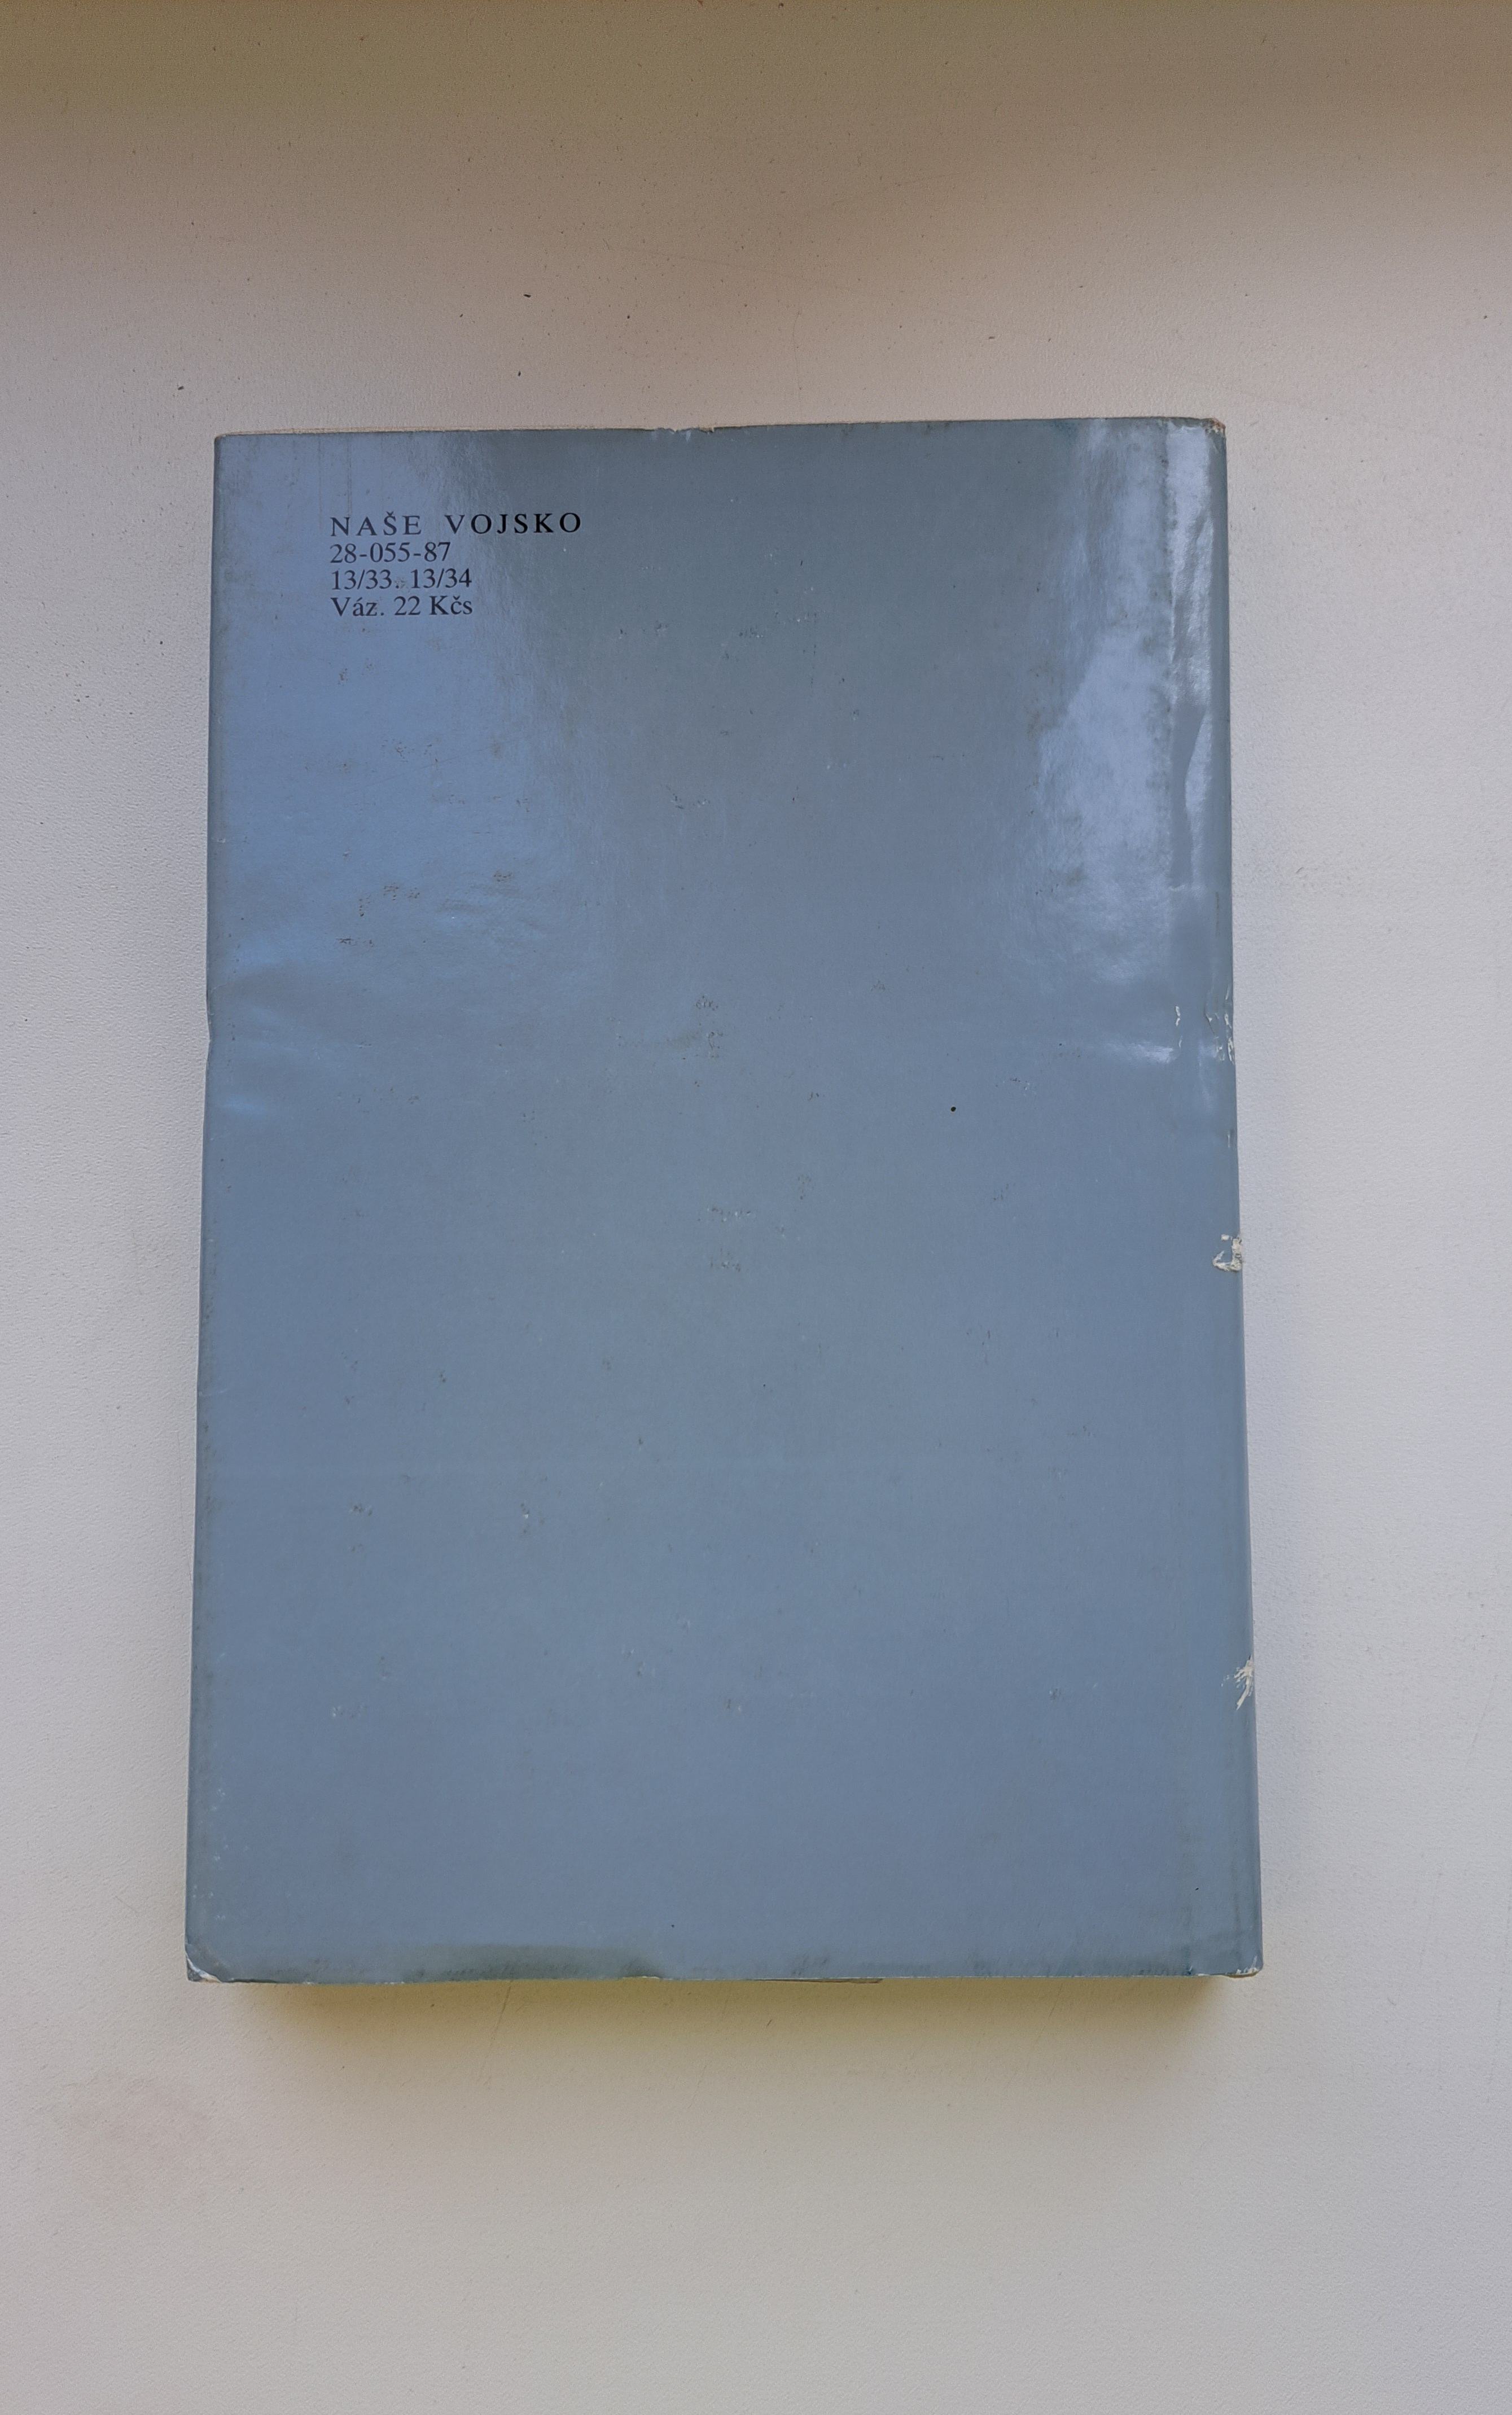 NAŠE VOJSKO
28-055-87
13/33. 13/34
Váz. 22 Kčs